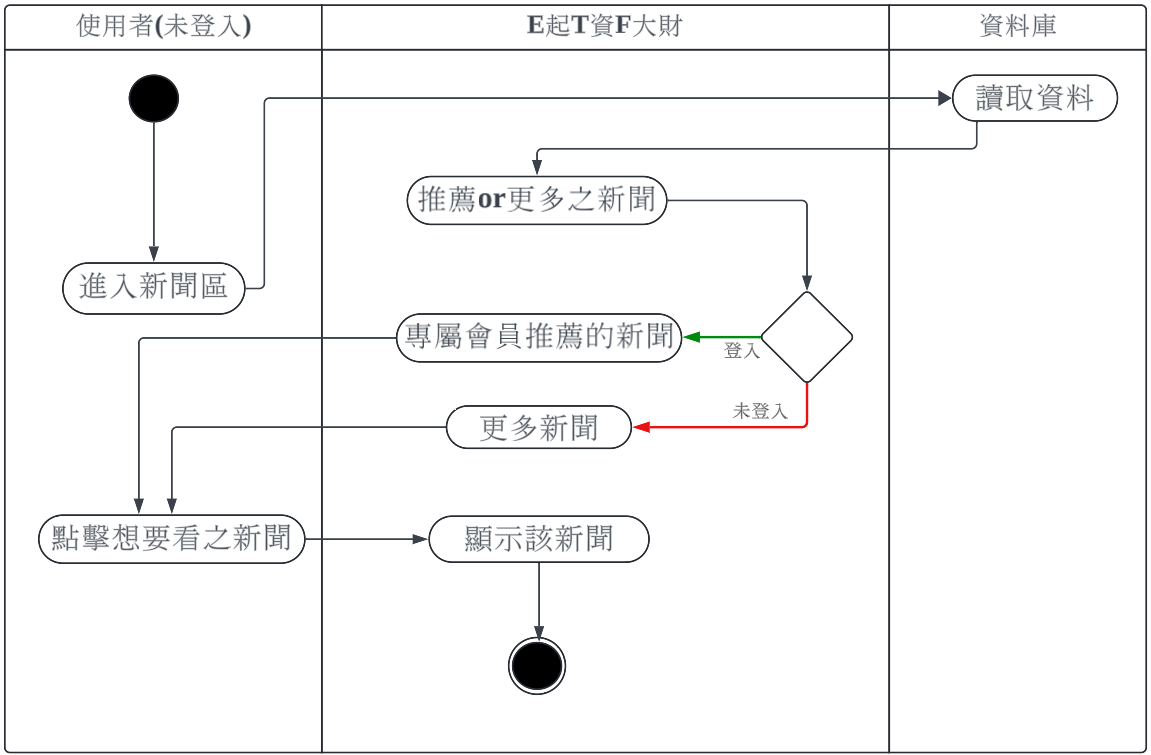 使用者(未登入)
E起T資F大財
資料庫
讀取資料
推薦or更多之新聞
進入新聞區
專屬會員推薦的新聞
登入
未登入
更多新聞
點擊想要看之新聞
顯示該新聞